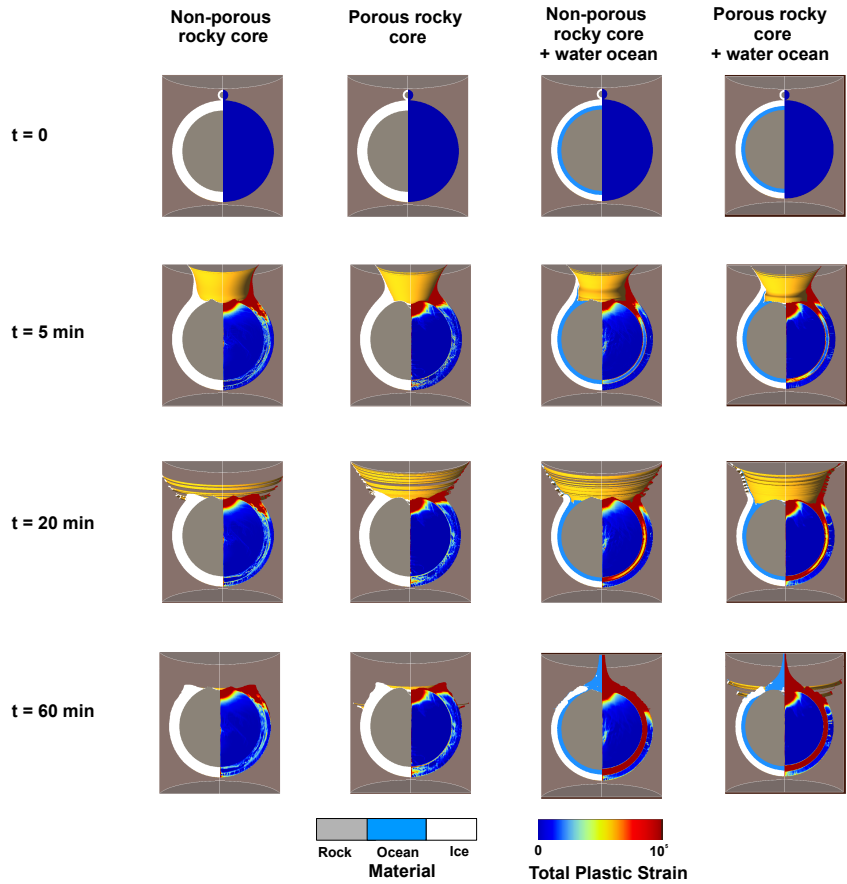 Non-porous
rocky core
Porous rocky
core
Non-porous
rocky core
+ water ocean
Porous rocky
core
+ water ocean
t = 0
t = 5 min
t = 20 min
t = 60 min
Rock Ocean Ice
Material
0 10⁵
Total Plastic Strain